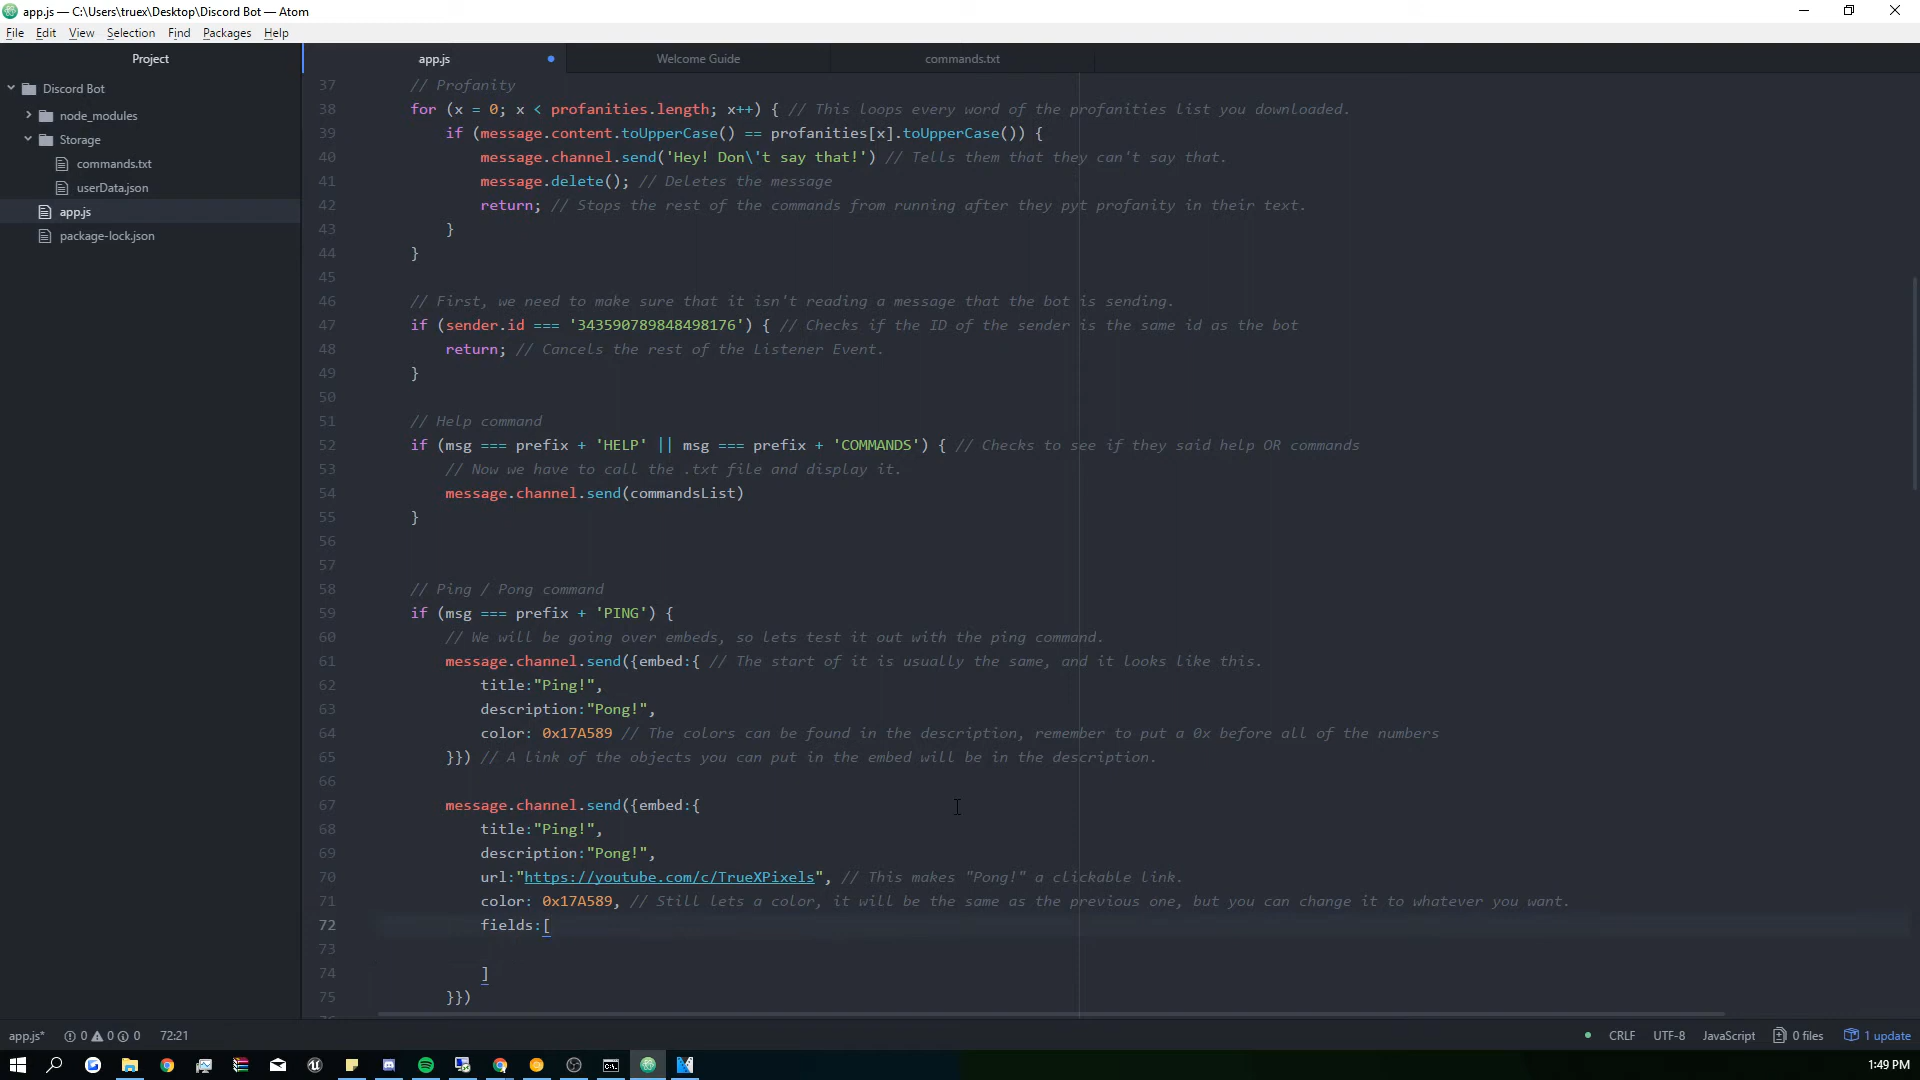 app.js — C:\Users\truex\Desktop\Discord Bot — Atom
File Edit View Selection Find Packages Help
Project
app.js
Welcome Guide
commands.txt
Discord Bot
node_modules
Storage
commands.txt
userData.json
app.js
package-lock.json
37 // Profanity
38 for (x = 0; x < profanities.length; x++) { // This loops every word of the profanities list you downloaded.
39 if (message.content.toUpperCase() == profanities[x].toUpperCase()) {
40 message.channel.send('Hey! Don\'t say that!') // Tells them that they can't say that.
41 message.delete(); // Deletes the message
42 return; // Stops the rest of the commands from running after they pyt profanity in their text.
43 }
44 }
45
46 // First, we need to make sure that it isn't reading a message that the bot is sending.
47 if (sender.id === '343590789848498176') { // Checks if the ID of the sender is the same id as the bot
48 return; // Cancels the rest of the Listener Event.
49 }
50
51 // Help command
52 if (msg === prefix + 'HELP' || msg === prefix + 'COMMANDS') { // Checks to see if they said help OR commands
53 // Now we have to call the .txt file and display it.
54 message.channel.send(commandsList)
55 }
56
57
58 // Ping / Pong command
59 if (msg === prefix + 'PING') {
60 // We will be going over embeds, so lets test it out with the ping command.
61 message.channel.send({embed:{ // The start of it is usually the same, and it looks like this.
62 title:"Ping!",
63 description:"Pong!",
64 color: 0x17A589 // The colors can be found in the description, remember to put a 0x before all of the numbers
65 }}) // A link of the objects you can put in the embed will be in the description.
66
67 message.channel.send({embed:{
68 title:"Ping!",
69 description:"Pong!",
70 url:"https://youtube.com/c/TrueXPixels", // This makes "Pong!" a clickable link.
71 color: 0x17A589, // Still lets a color, it will be the same as the previous one, but you can change it to whatever you want.
72 fields:[
73
74 ]
75 }})
app.js* 0 0 0 72:21 CRLF UTF-8 JavaScript 0 files 1 update
1:49 PM